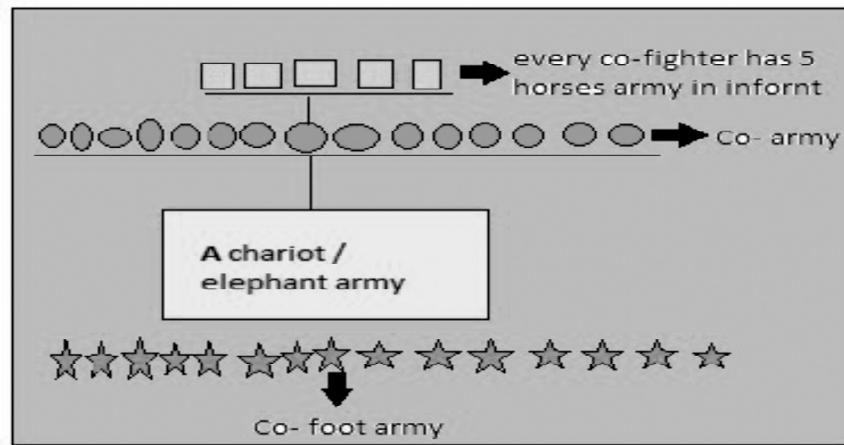 every co-fighter has 5
horses army in infornt
Co- army
A chariot /
elephant army
Co- foot army